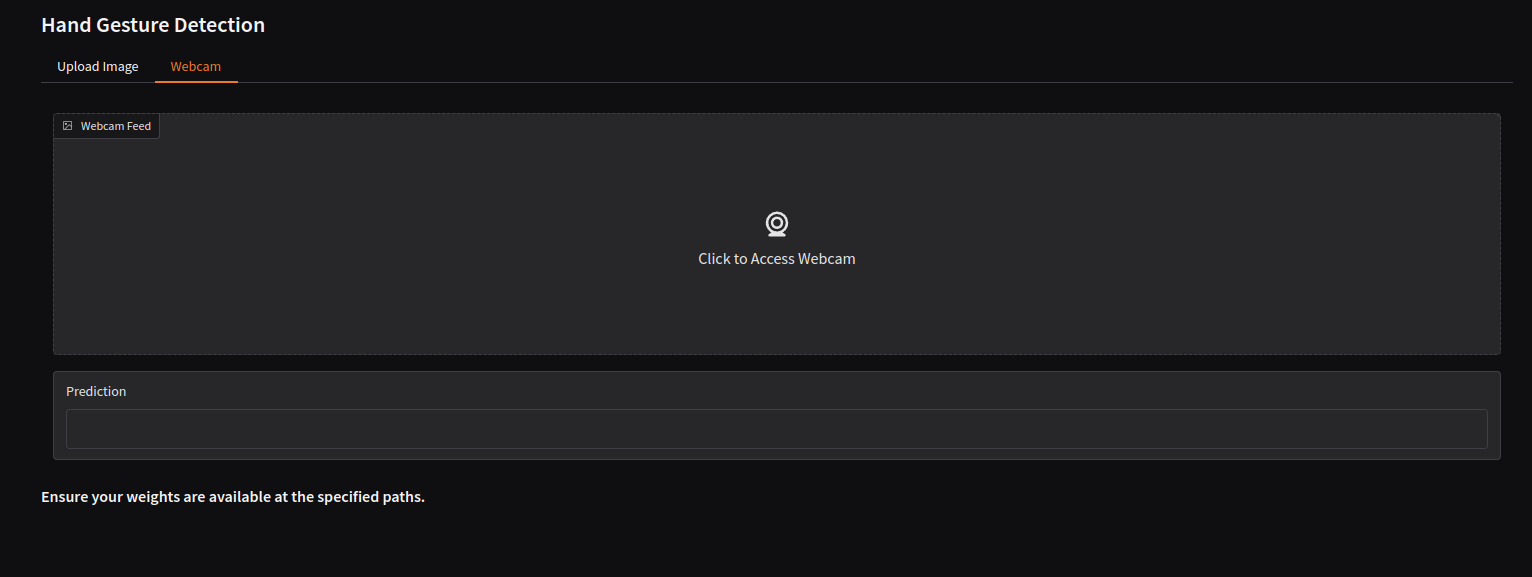 Hand Gesture Detection
Upload Image
Webcam
Webcam Feed
Click to Access Webcam
Prediction
Ensure your weights are available at the specified paths.